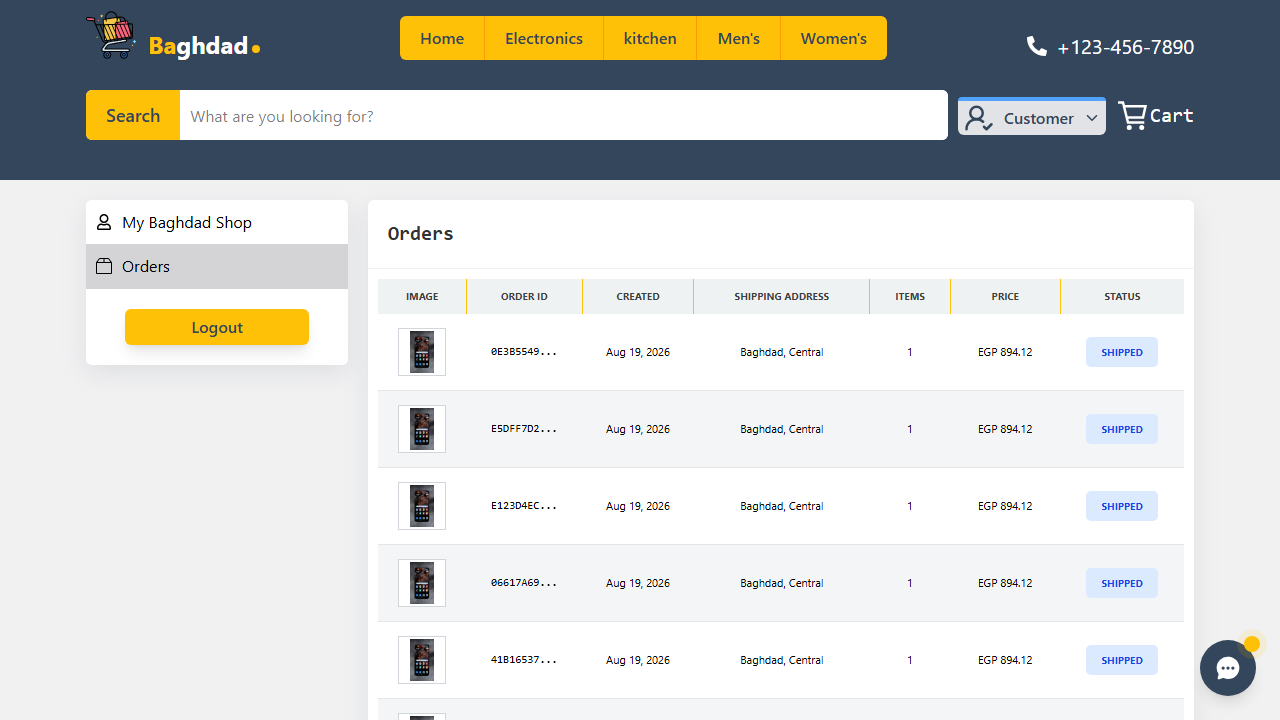 Baghdad
Home Electronics kitchen Men's Women's
+123-456-7890
Search What are you looking for? Customer Cart
My Baghdad Shop
Orders
Logout
Orders
IMAGE ORDER ID CREATED SHIPPING ADDRESS ITEMS PRICE STATUS
0E3B5549... Aug 19, 2026 Baghdad, Central 1 EGP 894.12 SHIPPED
E5DFF7D2... Aug 19, 2026 Baghdad, Central 1 EGP 894.12 SHIPPED
E123D4EC... Aug 19, 2026 Baghdad, Central 1 EGP 894.12 SHIPPED
06617A69... Aug 19, 2026 Baghdad, Central 1 EGP 894.12 SHIPPED
41B16537... Aug 19, 2026 Baghdad, Central 1 EGP 894.12 SHIPPED